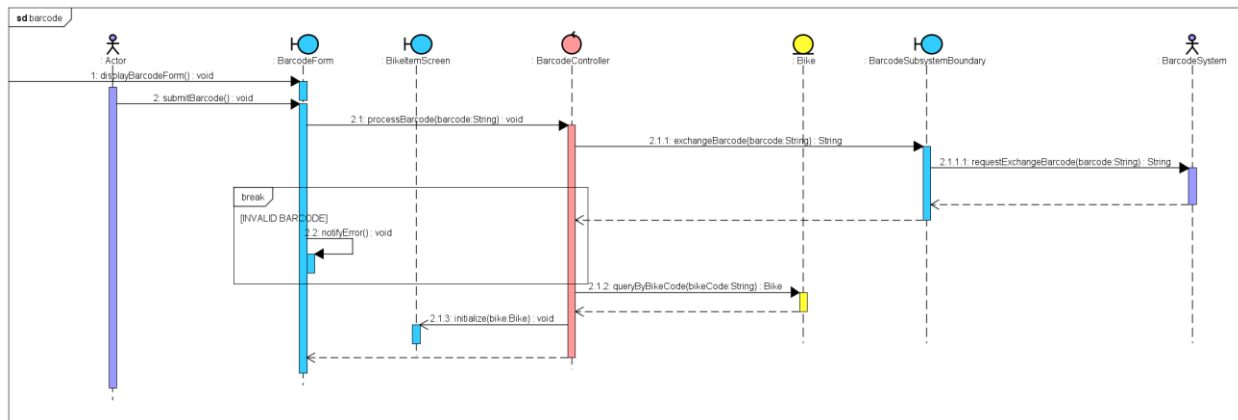 sd barcode
: Actor
: BarcodeForm
: BikeItemScreen
: BarcodeController
: Bike
: BarcodeSubsystemBoundary
: BarcodeSystem
1: displayBarcodeForm() : void
2: submitBarcode() : void
2.1: processBarcode(barcode:String) : void
2.1.1: exchangeBarcode(barcode:String) : String
2.1.1.1: requestExchangeBarcode(barcode:String) : String
break
[INVALID BARCODE]
2.2: notifyError() : void
2.1.2: queryByBikeCode(bikeCode:String) : Bike
2.1.3: initialize(bike:Bike) : void